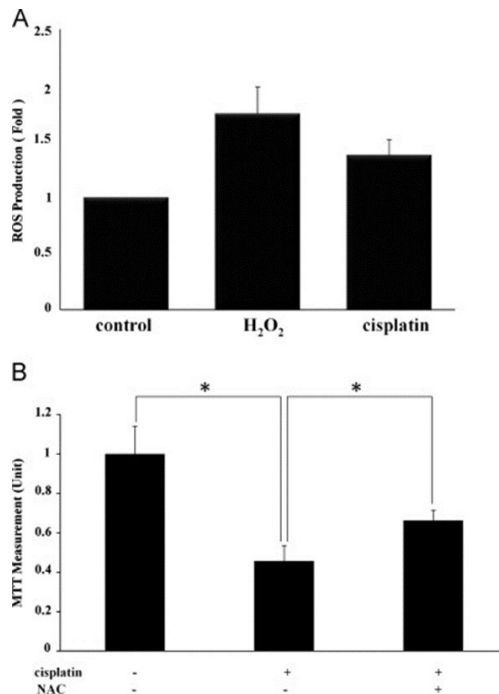 A
2.5
2
1.5
1
0.5
0
ROS Production ( Fold )
control H₂O₂ cisplatin
B
* *
1.2
1
0.8
0.6
0.4
0.2
0
MTT Measurement (Unit)
cisplatin - + +
NAC - - +